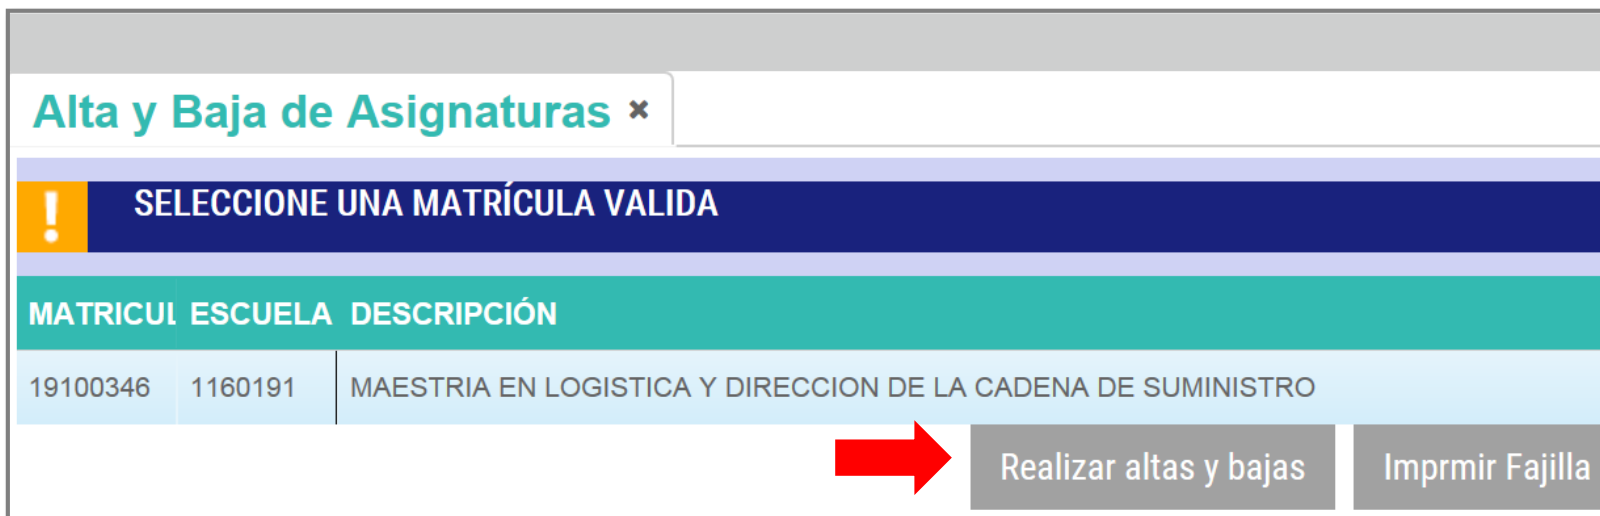 Alta y Baja de Asignaturas ×
! SELECCIONE UNA MATRÍCULA VALIDA
MATRICUL ESCUELA DESCRIPCIÓN
19100346 1160191 MAESTRIA EN LOGISTICA Y DIRECCION DE LA CADENA DE SUMINISTRO
Realizar altas y bajas Imprmir Fajilla